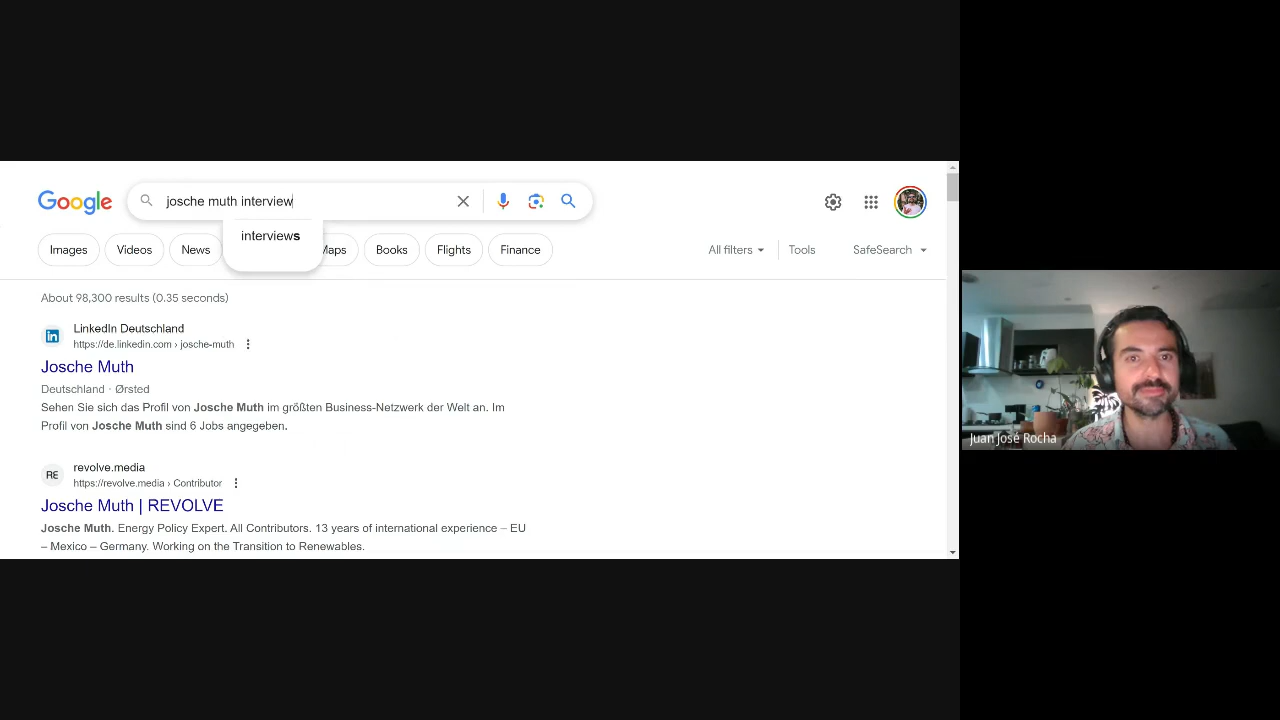 Google
josche muth interview
interviews
Images
Videos
News
Maps
Books
Flights
Finance
All filters
Tools
SafeSearch
About 98,300 results (0.35 seconds)
in
LinkedIn Deutschland
https://de.linkedin.com › josche-muth
Josche Muth
Deutschland · Ørsted
Sehen Sie sich das Profil von Josche Muth im größten Business-Netzwerk der Welt an. Im
Profil von Josche Muth sind 6 Jobs angegeben.
RE
revolve.media
https://revolve.media › Contributor
Josche Muth | REVOLVE
Josche Muth. Energy Policy Expert. All Contributors. 13 years of international experience – EU
– Mexico – Germany. Working on the Transition to Renewables.
Juan José Rocha